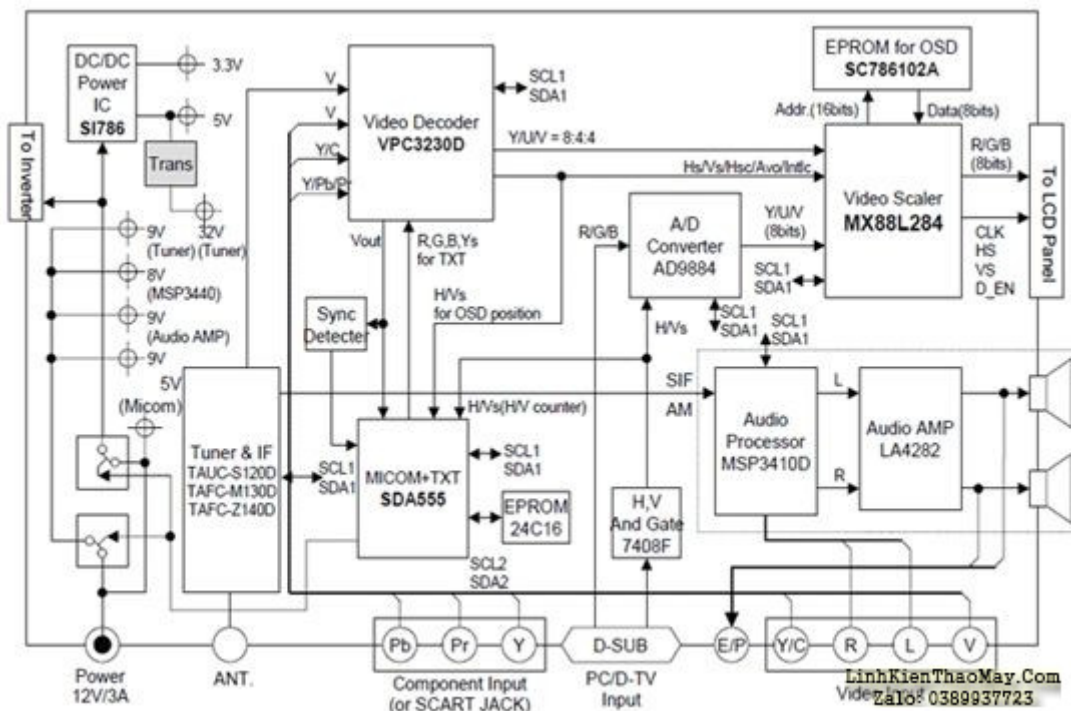 DC/DC
Power
IC
SI786
3.3V
5V
Trans
To Inverter
9V
(Tuner)
32V
(Tuner)
8V
(MSP3440)
9V
(Audio AMP)
9V
5V
(Micom)
V
V
Y/C
Y/Pb/P
Video Decoder
VPC3230D
SCL1
SDA1
Y/U/V = 8:4:4
Hs/Vs/Hsc/Avo/Intlc
EPROM for OSD
SC786102A
Addr.(16bits)
Data(8bits)
Video Scaler
MX88L284
R/G/B
(8bits)
CLK
HS
VS
D_EN
To LCD Panel
Vout
R,G,B,Ys
for TXT
H/Vs
for OSD position
Sync
Detecter
R/G/B
A/D
Converter
AD9884
Y/U/V
(8bits)
SCL1
SDA1
SCL1
SDA1
H/Vs
SCL1
SDA1
H/Vs(H/V counter)
SIF
AM
Tuner & IF
TAUC-S120D
TAFC-M130D
TAFC-Z140D
SCL1
SDA1
MICOM+TXT
SDA555
SCL1
SDA1
EPROM
24C16
SCL2
SDA2
H,V
And Gate
7408F
Audio
Processor
MSP3410D
L
R
Audio AMP
LA4282
Power
12V/3A
ANT.
Pb
Pr
Y
Component Input
(or SCART JACK)
D-SUB
PC/D-TV
Input
E/P
Y/C
R
L
V
Video Input
LinhKienThaoMay.Com
Zalo: 0389937723